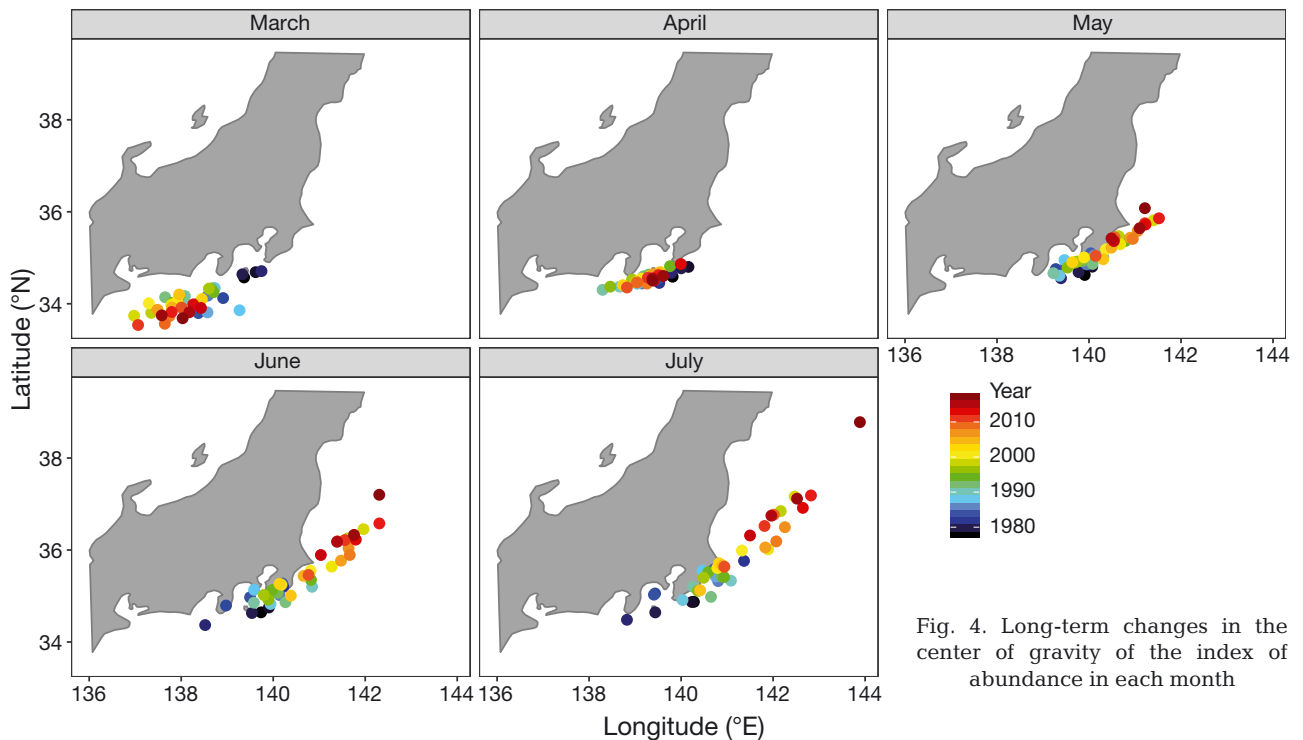 March
April
May
38
36
34
136
138
140
142
144
Latitude (°N)
June
July
38
36
34
136
138
140
142
144
136
138
140
142
144
Longitude (°E)
Year
2010
2000
1990
1980
Fig. 4. Long-term changes in the
center of gravity of the index of
abundance in each month